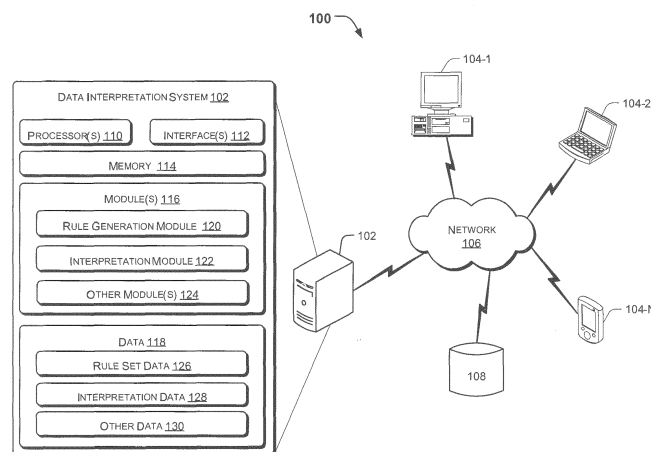 100
104-1
104-2
DATA INTERPRETATION SYSTEM 102
PROCESSOR(S) 110
INTERFACE(S) 112
MEMORY 114
MODULE(S) 116
RULE GENERATION MODULE 120
INTERPRETATION MODULE 122
OTHER MODULE(S) 124
102
NETWORK
106
104-N
108
DATA 118
RULE SET DATA 126
INTERPRETATION DATA 128
OTHER DATA 130